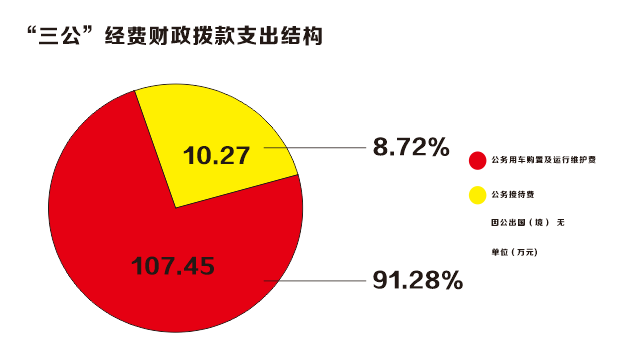 “三公”经费财政拨款支出结构
10.27
8.72%
107.45
91.28%
公务用车购置及运行维护费
公务接待费
因公出国（境） 无
单位（万元)